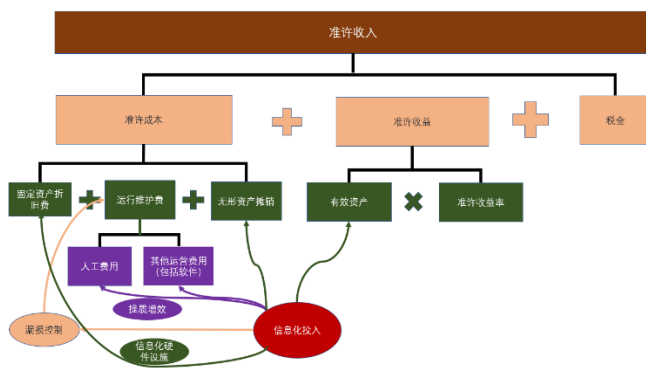 准许收入
准许成本
准许收益
税金
固定资产折
旧费
运行维护费
无形资产摊销
有效资产
准许收益率
人工费用
其他运营费用
(包括软件)
提质增效
漏损控制
信息化投入
信息化硬
件设施